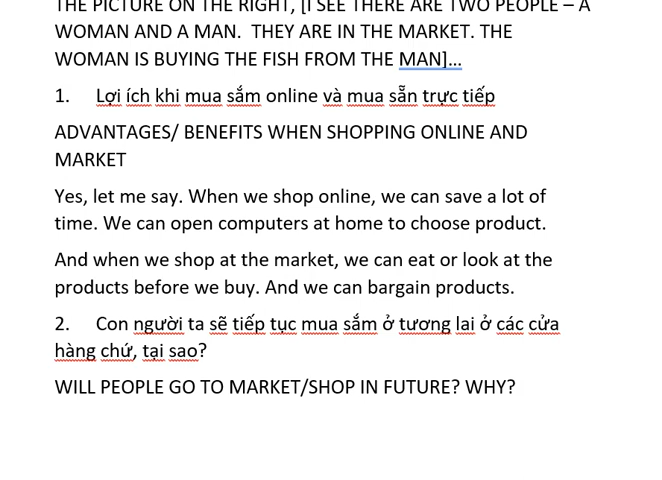 THE PICTURE ON THE RIGHT, [I SEE THERE ARE TWO PEOPLE – A
WOMAN AND A MAN.  THEY ARE IN THE MARKET. THE
WOMAN IS BUYING THE FISH FROM THE MAN]...
1. Lợi ích khi mua sắm online và mua sẵn trực tiếp
ADVANTAGES/ BENEFITS WHEN SHOPPING ONLINE AND
MARKET
Yes, let me say. When we shop online, we can save a lot of
time. We can open computers at home to choose product.
And when we shop at the market, we can eat or look at the
products before we buy. And we can bargain products.
2. Con người ta sẽ tiếp tục mua sắm ở tương lai ở các cửa
hàng chứ, tại sao?
WILL PEOPLE GO TO MARKET/SHOP IN FUTURE? WHY?